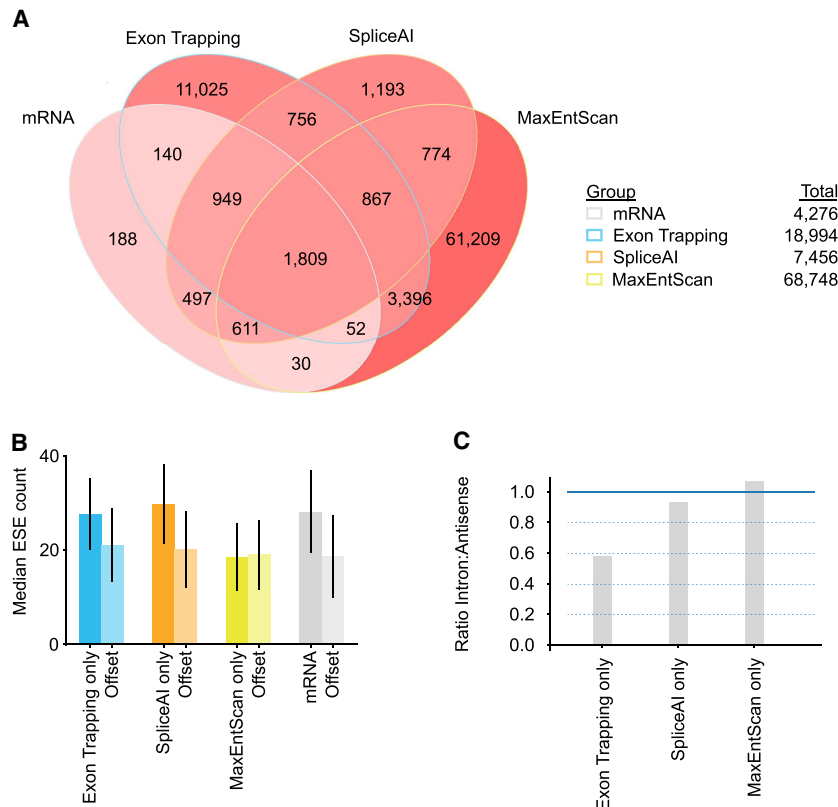 A
Exon Trapping
SpliceAI
mRNA
MaxEntScan
11,025
1,193
756
140
774
949
867
188
1,809
61,209
497
3,396
611
52
30
Group Total
mRNA 4,276
Exon Trapping 18,994
SpliceAI 7,456
MaxEntScan 68,748
B
Median ESE count
40
20
0
Exon Trapping only
Offset
SpliceAI only
Offset
MaxEntScan only
Offset
mRNA
Offset
C
Ratio Intron:Antisense
1.0
0.8
0.6
0.4
0.2
0.0
Exon Trapping only
SpliceAI only
MaxEntScan only